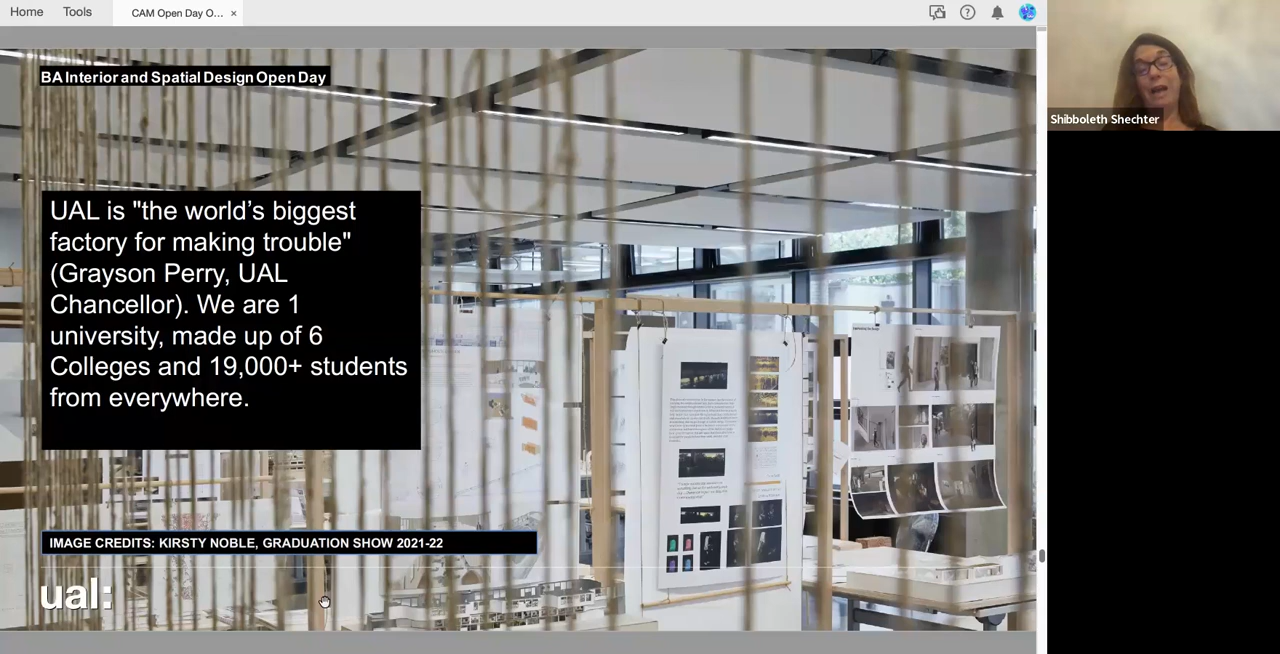 Home Tools CAM Open Day O... ×
BA Interior and Spatial Design Open Day
Shibboleth Shechter
UAL is "the world's biggest
factory for making trouble"
(Grayson Perry, UAL
Chancellor). We are 1
university, made up of 6
Colleges and 19,000+ students
from everywhere.
IMAGE CREDITS: KIRSTY NOBLE, GRADUATION SHOW 2021-22
ual: